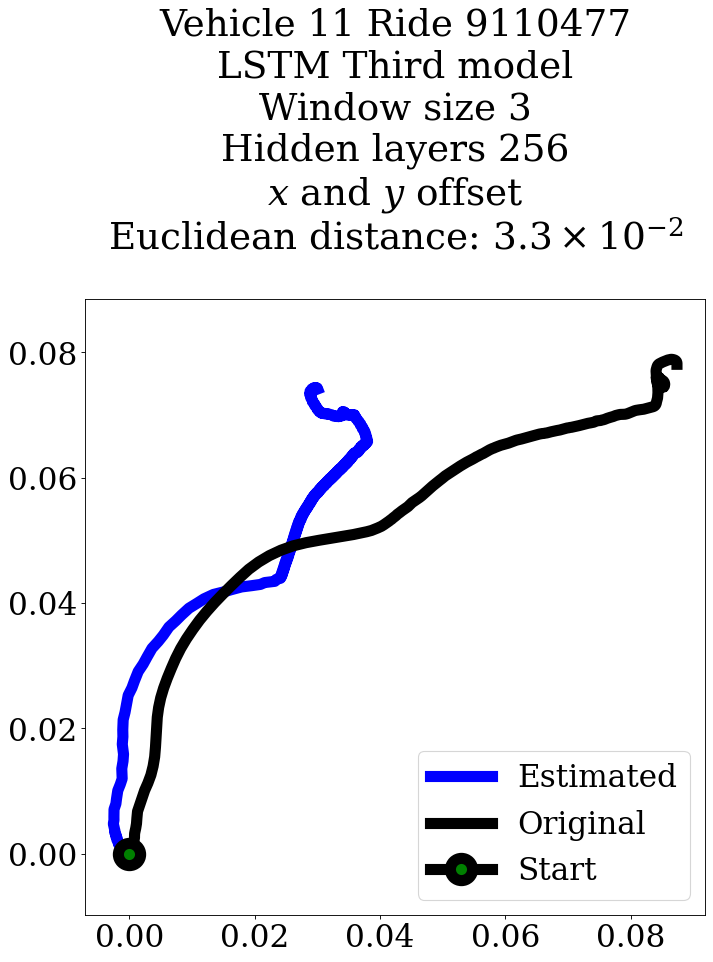 Vehicle 11 Ride 9110477
LSTM Third model
Window size 3
Hidden layers 256
x and y offset
Euclidean distance: 3.3 × 10⁻²
0.08
0.06
0.04
0.02
0.00
Estimated
Original
Start
0.00 0.02 0.04 0.06 0.08